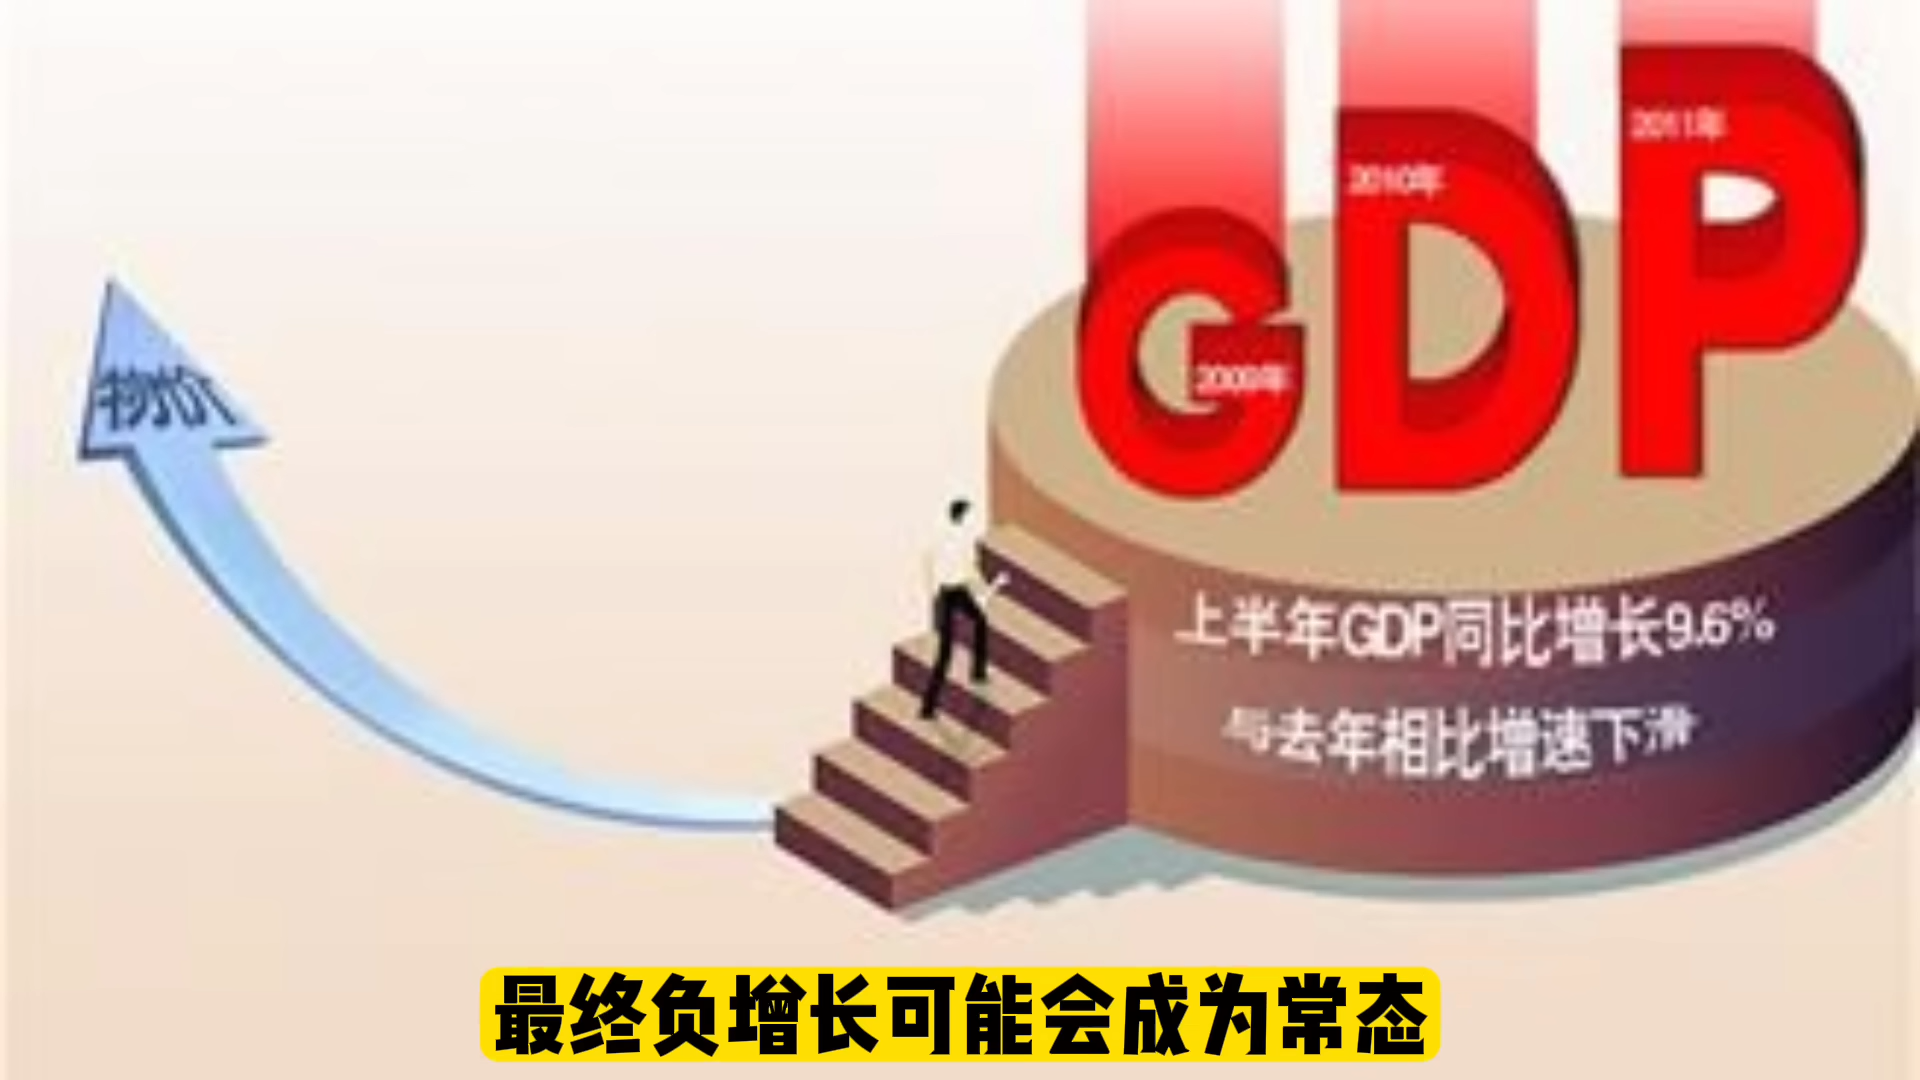 2011年
2010年
2009年
物价
上半年GDP同比增长9.6%
与去年相比增速下滑
GDP
最终负增长可能会成为常态